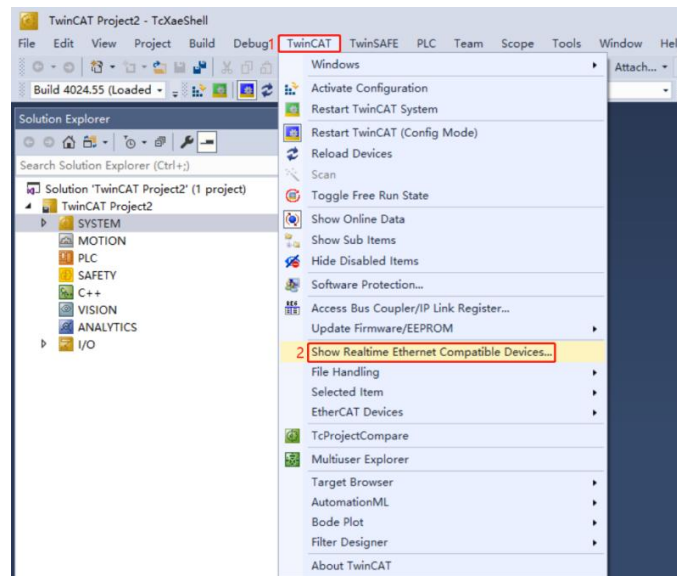 TwinCAT Project2 - TcXaeShell
File Edit View Project Build Debug 1 TwinCAT TwinSAFE PLC Team Scope Tools Window Hel
Windows
Attach...
Build 4024.55 (Loaded
Activate Configuration
Restart TwinCAT System
Solution Explorer
Restart TwinCAT (Config Mode)
Reload Devices
Search Solution Explorer (Ctrl+;)
Scan
Solution 'TwinCAT Project2' (1 project)
Toggle Free Run State
TwinCAT Project2
SYSTEM
Show Online Data
MOTION
Show Sub Items
PLC
Hide Disabled Items
SAFETY
Software Protection...
C++
VISION
Access Bus Coupler/IP Link Register...
ANALYTICS
Update Firmware/EEPROM
I/O
2 Show Realtime Ethernet Compatible Devices...
File Handling
Selected Item
EtherCAT Devices
TcProjectCompare
Multiuser Explorer
Target Browser
AutomationML
Bode Plot
Filter Designer
About TwinCAT